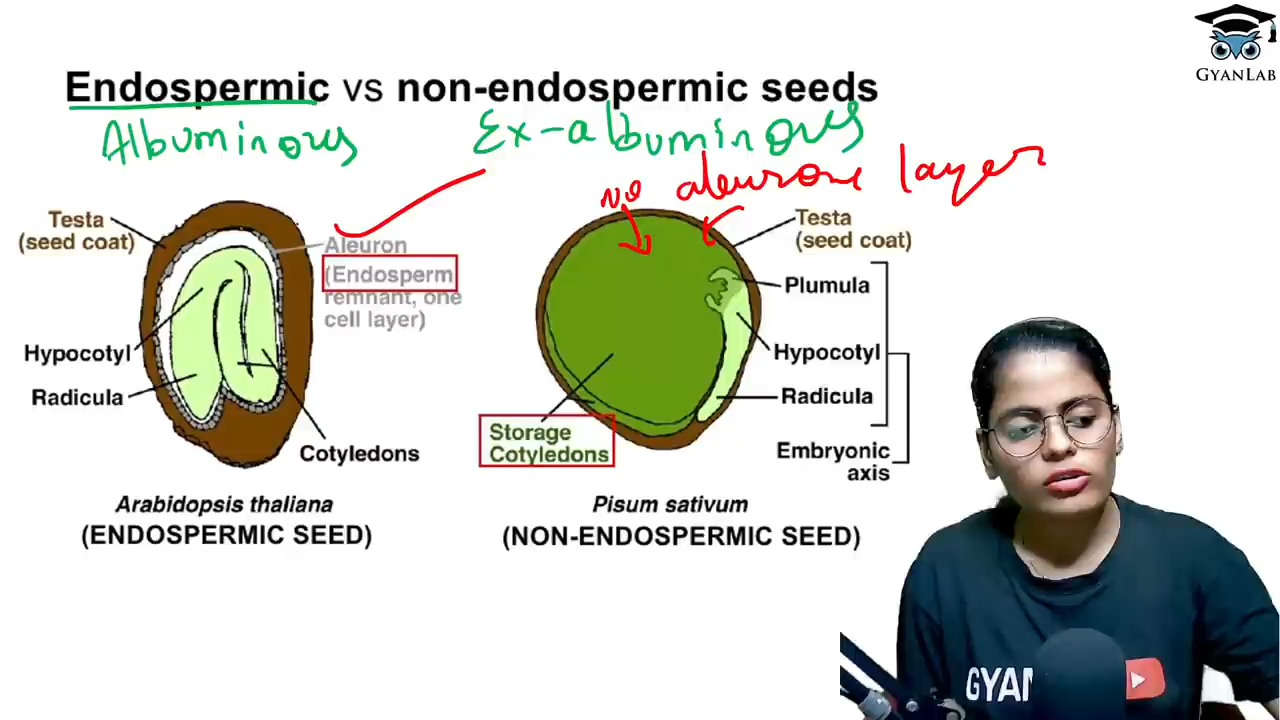 GYANLAB
Endospermic vs non-endospermic seeds
Albuminous
Ex-albuminous
no aleurone layer
Testa
(seed coat)
Aleuron
(Endosperm
remnant, one
cell layer)
Hypocotyl
Radicula
Cotyledons
Arabidopsis thaliana
(ENDOSPERMIC SEED)
Testa
(seed coat)
Plumula
Hypocotyl
Radicula
Embryonic
axis
Storage
Cotyledons
Pisum sativum
(NON-ENDOSPERMIC SEED)
GYAN